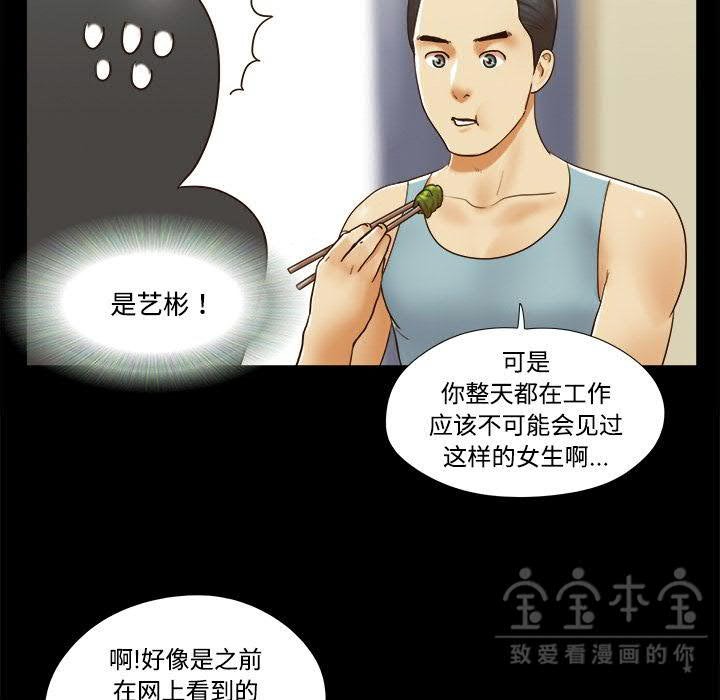 是艺彬！
可是
你整天都在工作
应该不可能会见过
这样的女生啊...
宝宝本宝
致爱看漫画的你
啊!好像是之前
在网上看到的